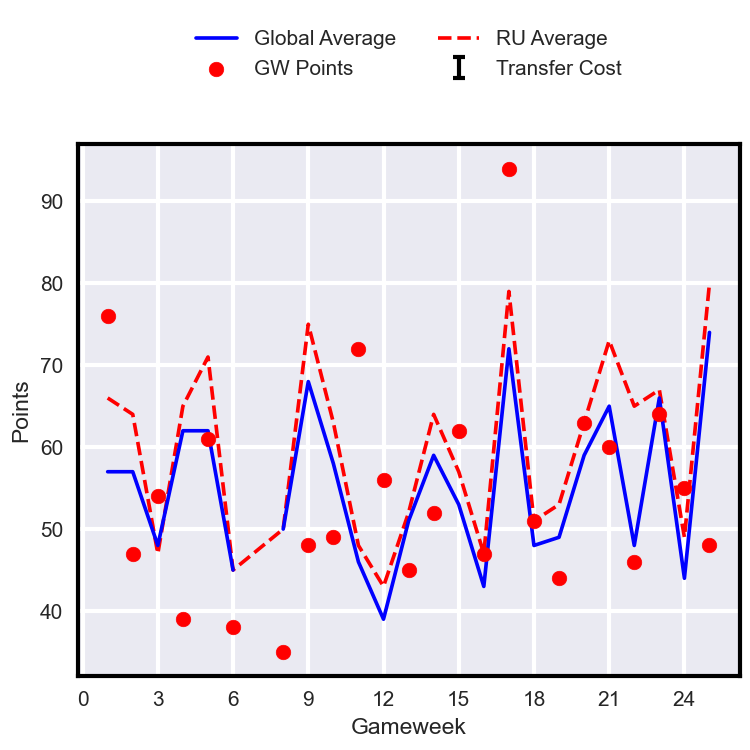 Global Average
RU Average
GW Points
Transfer Cost
90
80
70
60
50
40
Points
0 3 6 9 12 15 18 21 24
Gameweek